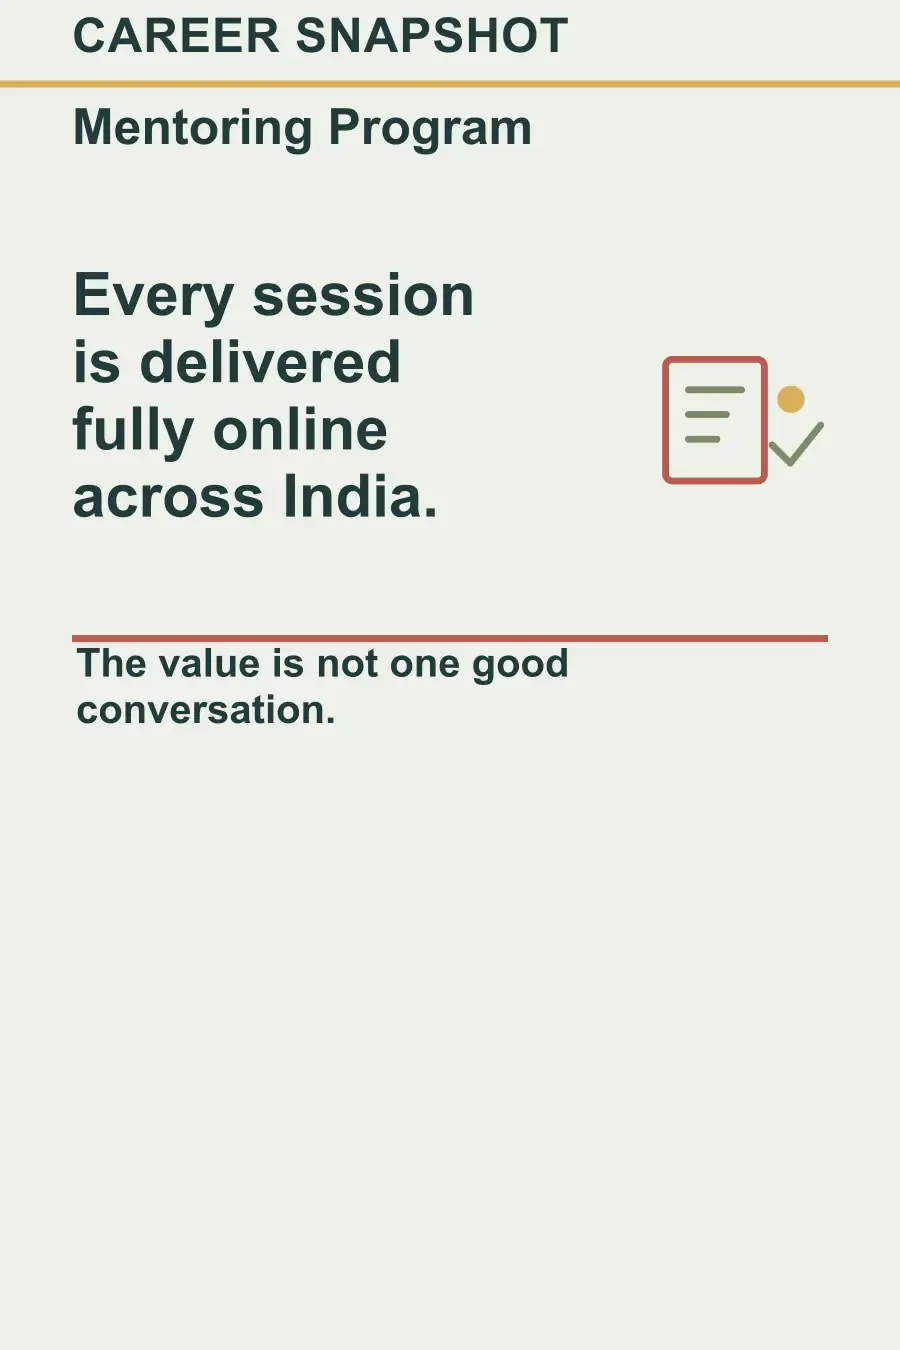 CAREER SNAPSHOT
Mentoring Program
Every session
is delivered
fully online
across India.
The value is not one good
conversation.